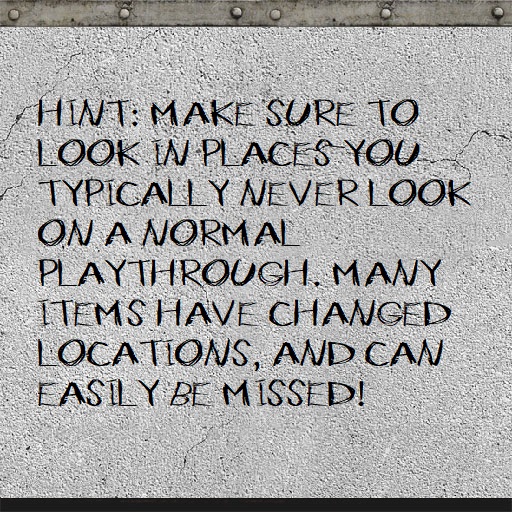 HINT: MAKE SURE TO
LOOK IN PLACES YOU
TYPICALLY NEVER LOOK
ON A NORMAL
PLAYTHROUGH. MANY
ITEMS HAVE CHANGED
LOCATIONS, AND CAN
EASILY BE MISSED!